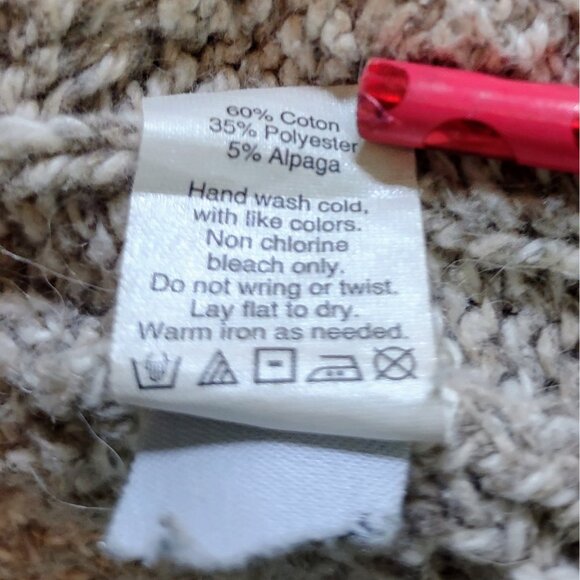 60% Coton
35% Polyester
5% Alpaga
Hand wash cold,
with like colors.
Non chlorine
bleach only.
Do not wring or twist.
Lay flat to dry.
Warm iron as needed.